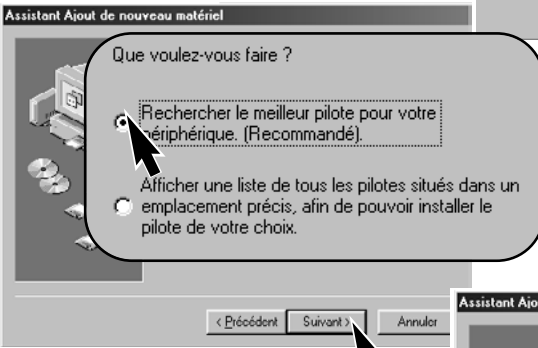 Assistant Ajout de nouveau matériel
Que voulez-vous faire ?
Rechercher le meilleur pilote pour votre
périphérique. (Recommandé).
Afficher une liste de tous les pilotes situés dans un
emplacement précis, afin de pouvoir installer le
pilote de votre choix.
< Précédent Suivant > Annuler
Assistant Ajo